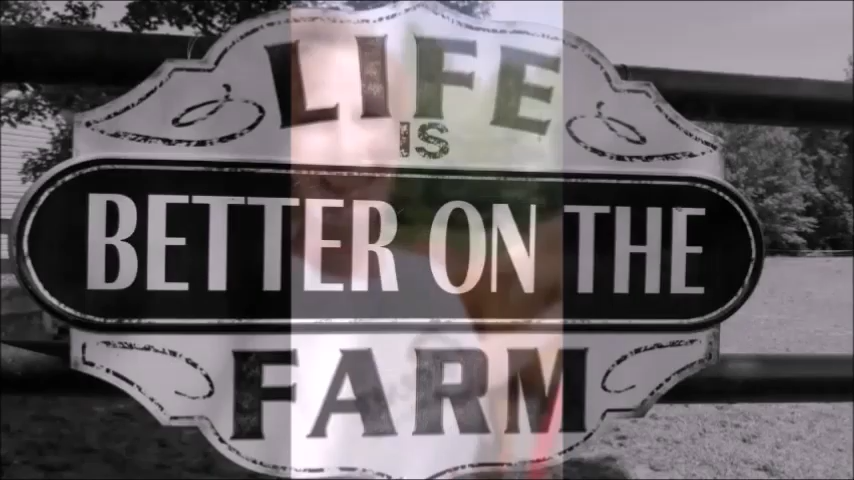 LIFE
IS
BETTER ON THE
FARM